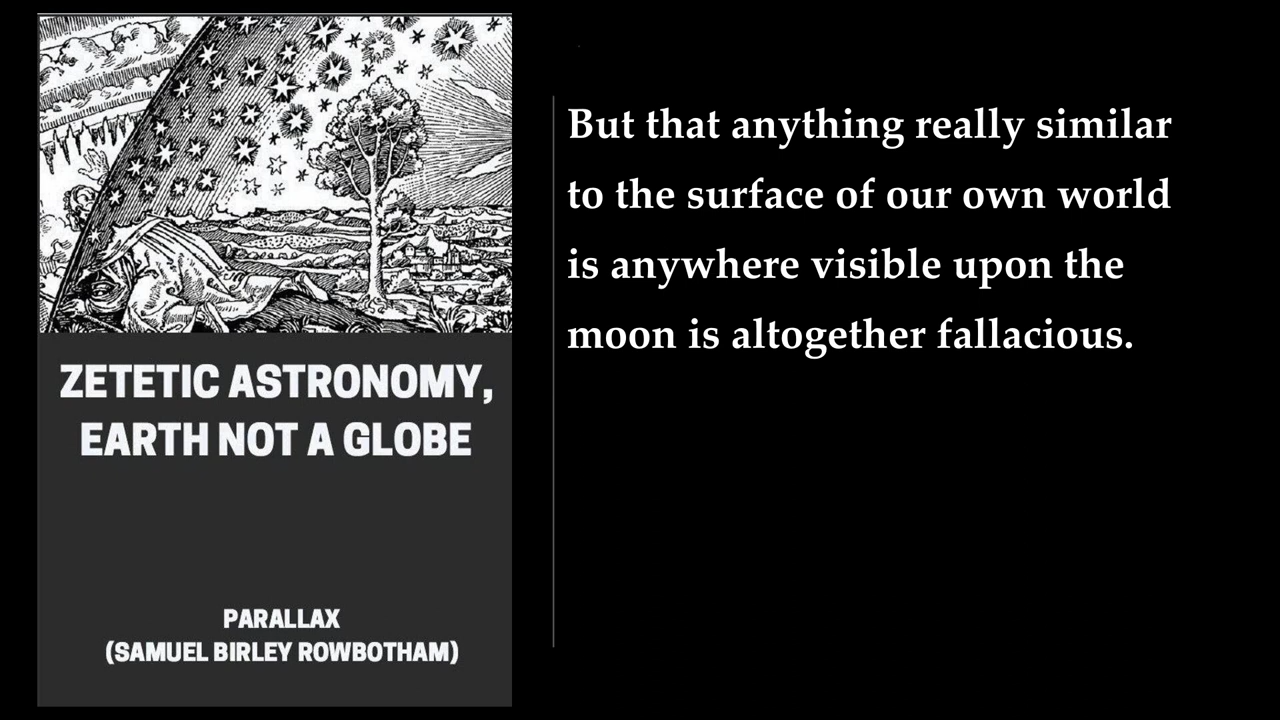 ZETETIC ASTRONOMY,
EARTH NOT A GLOBE
PARALLAX
(SAMUEL BIRLEY ROWBOTHAM)
But that anything really similar
to the surface of our own world
is anywhere visible upon the
moon is altogether fallacious.